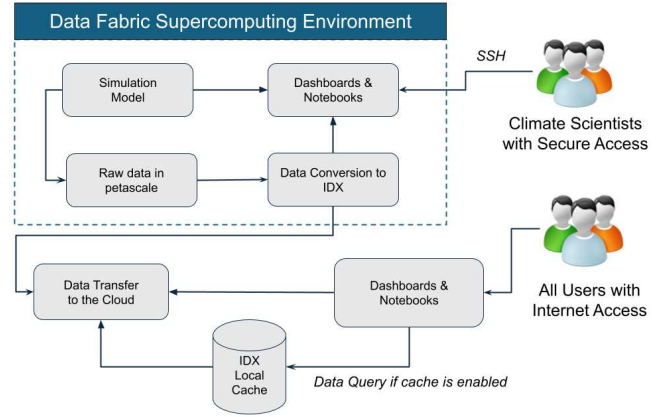 Data Fabric Supercomputing Environment
Simulation
Model
Dashboards &
Notebooks
SSH
Climate Scientists
with Secure Access
Raw data in
petascale
Data Conversion to
IDX
Data Transfer
to the Cloud
Dashboards &
Notebooks
All Users with
Internet Access
IDX
Local
Cache
Data Query if cache is enabled